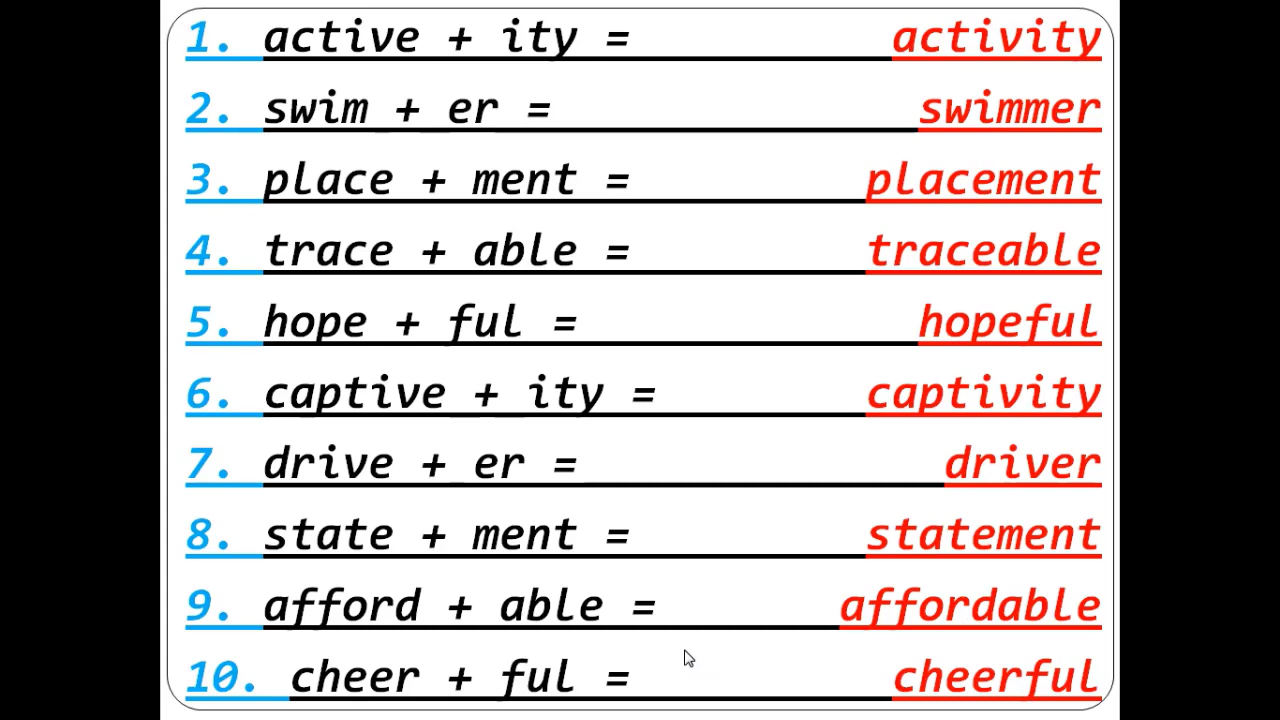 1. active + ity = activity
2. swim + er = swimmer
3. place + ment = placement
4. trace + able = traceable
5. hope + ful = hopeful
6. captive + ity = captivity
7. drive + er = driver
8. state + ment = statement
9. afford + able = affordable
10. cheer + ful = cheerful